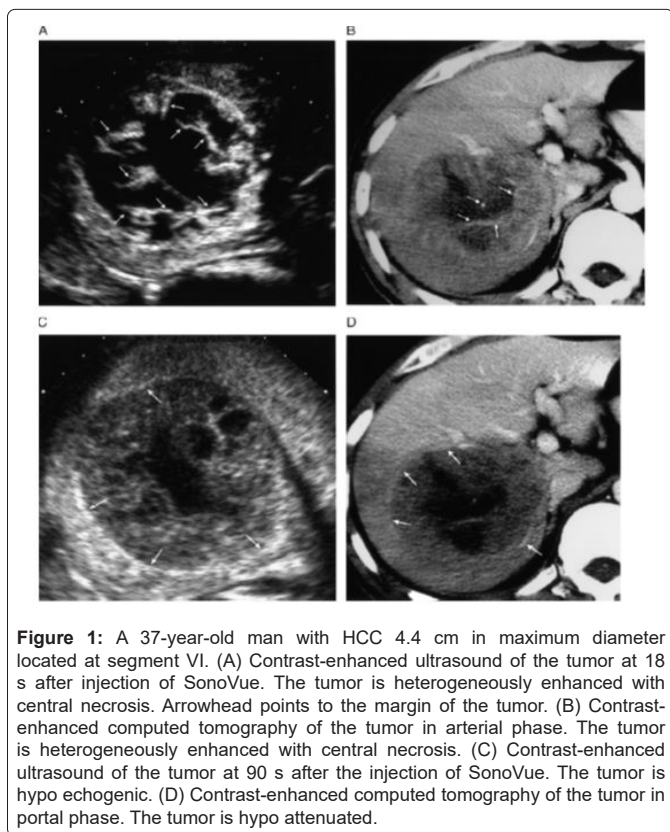 A
B
C
D
Figure 1: A 37-year-old man with HCC 4.4 cm in maximum diameter
located at segment VI. (A) Contrast-enhanced ultrasound of the tumor at 18
s after injection of SonoVue. The tumor is heterogeneously enhanced with
central necrosis. Arrowhead points to the margin of the tumor. (B) Contrast-
enhanced computed tomography of the tumor in arterial phase. The tumor
is heterogeneously enhanced with central necrosis. (C) Contrast-enhanced
ultrasound of the tumor at 90 s after the injection of SonoVue. The tumor is
hypo echogenic. (D) Contrast-enhanced computed tomography of the tumor in
portal phase. The tumor is hypo attenuated.